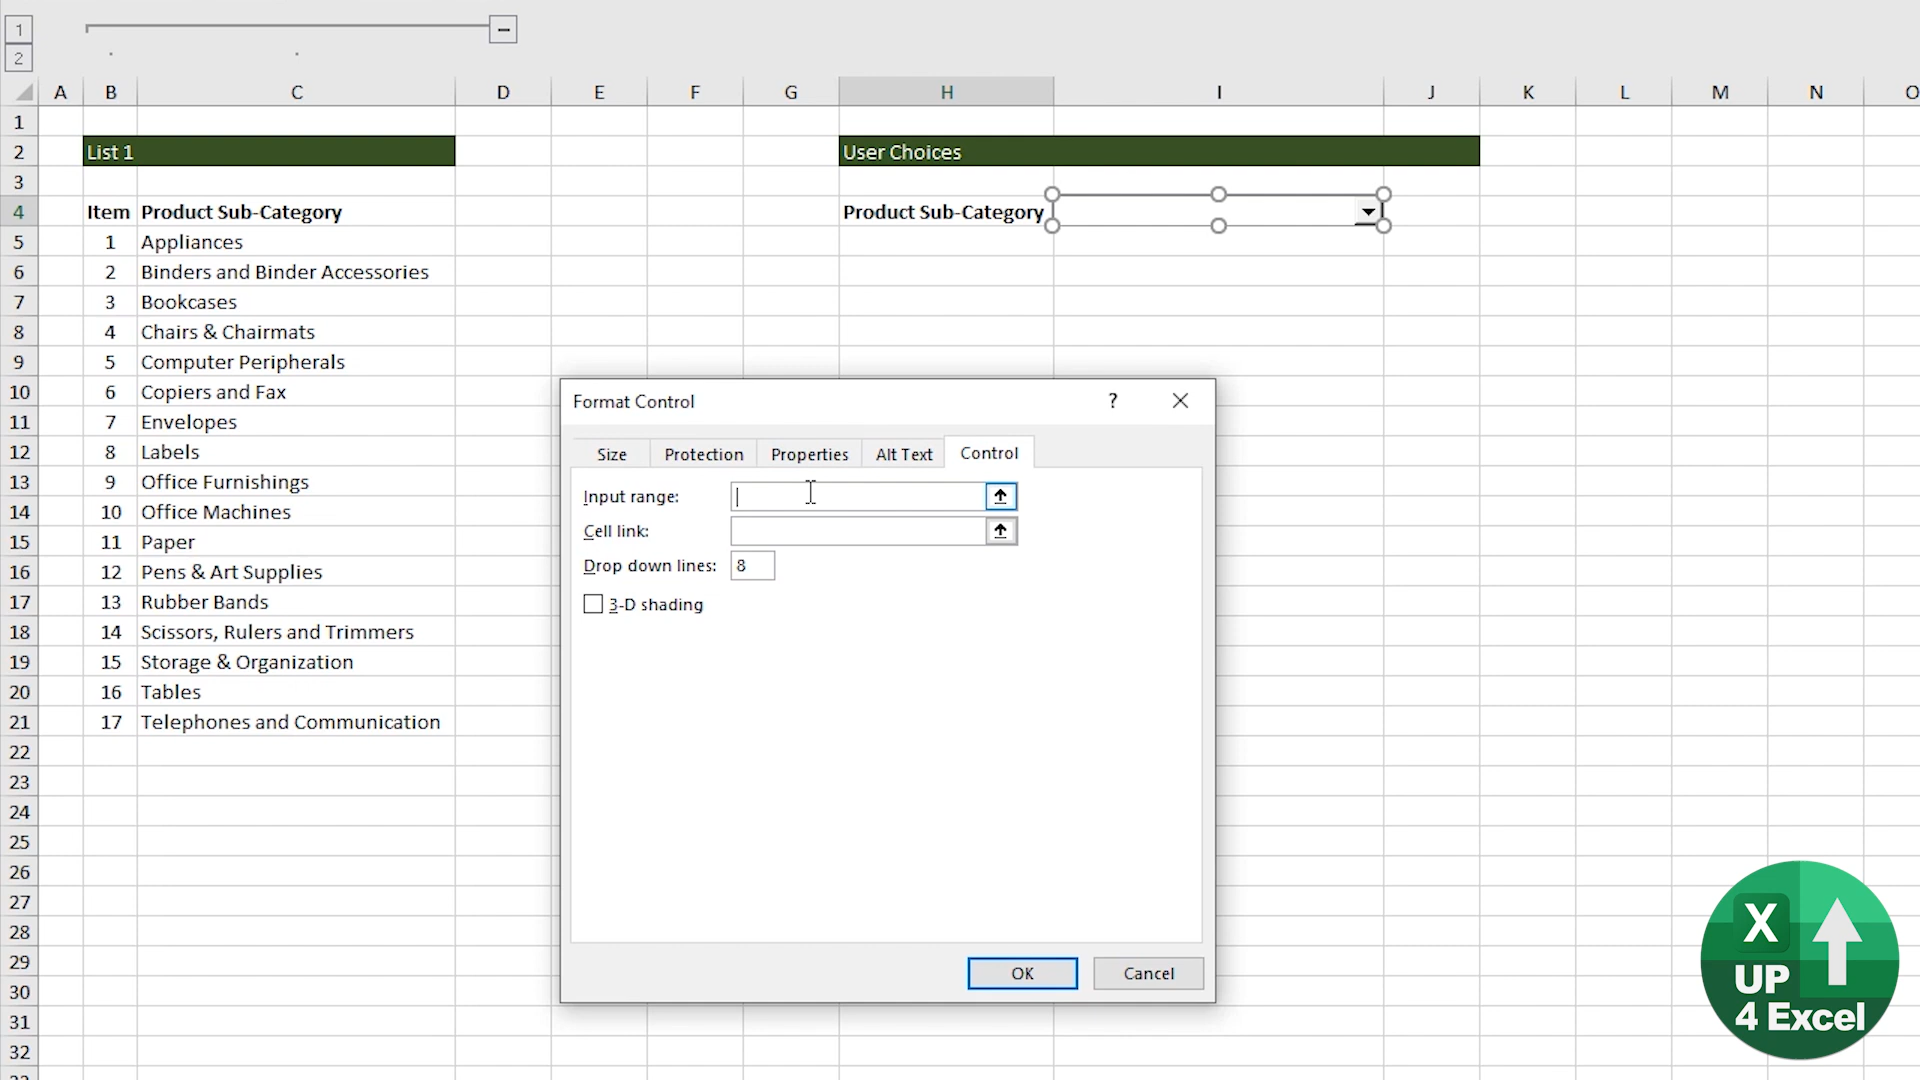 1
2
A B C D E F G H I J K L M N O
1
2 List 1 User Choices
3
4 Item Product Sub-Category Product Sub-Category
5 1 Appliances
6 2 Binders and Binder Accessories
7 3 Bookcases
8 4 Chairs & Chairmats
9 5 Computer Peripherals
10 6 Copiers and Fax
11 7 Envelopes
12 8 Labels
13 9 Office Furnishings
14 10 Office Machines
15 11 Paper
16 12 Pens & Art Supplies
17 13 Rubber Bands
18 14 Scissors, Rulers and Trimmers
19 15 Storage & Organization
20 16 Tables
21 17 Telephones and Communication
22
23
24
25
26
27
28
29
30
31
32
Format Control ?
Size Protection Properties Alt Text Control
Input range:
Cell link:
Drop down lines: 8
3-D shading
OK Cancel
X
UP
4 Excel